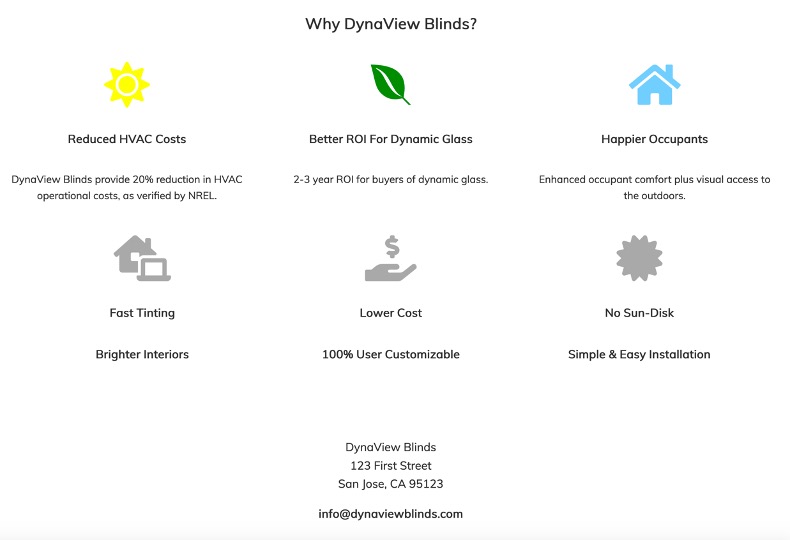 Why DynaView Blinds?
Reduced HVAC Costs
Better ROI For Dynamic Glass
Happier Occupants
DynaView Blinds provide 20% reduction in HVAC
operational costs, as verified by NREL.
2-3 year ROI for buyers of dynamic glass.
Enhanced occupant comfort plus visual access to
the outdoors.
$
Fast Tinting
Lower Cost
No Sun-Disk
Brighter Interiors
100% User Customizable
Simple & Easy Installation
DynaView Blinds
123 First Street
San Jose, CA 95123
info@dynaviewblinds.com